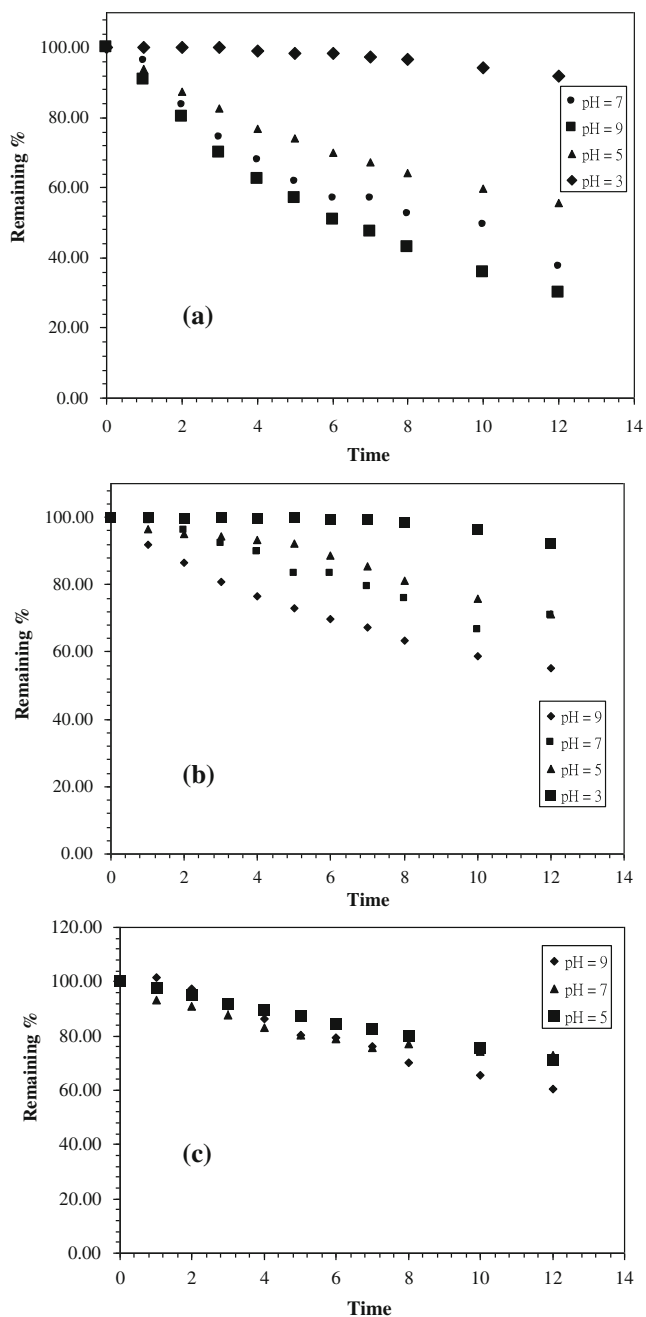 100.00
80.00
60.00
40.00
20.00
0.00
Remaining %
pH = 7
pH = 9
pH = 5
pH = 3
(a)
0 2 4 6 8 10 12 14
Time
100.00
80.00
60.00
40.00
20.00
0.00
Remaining %
pH = 9
pH = 7
pH = 5
pH = 3
(b)
0 2 4 6 8 10 12 14
Time
120.00
100.00
80.00
60.00
40.00
20.00
0.00
Remaining %
pH = 9
pH = 7
pH = 5
(c)
0 2 4 6 8 10 12 14
Time